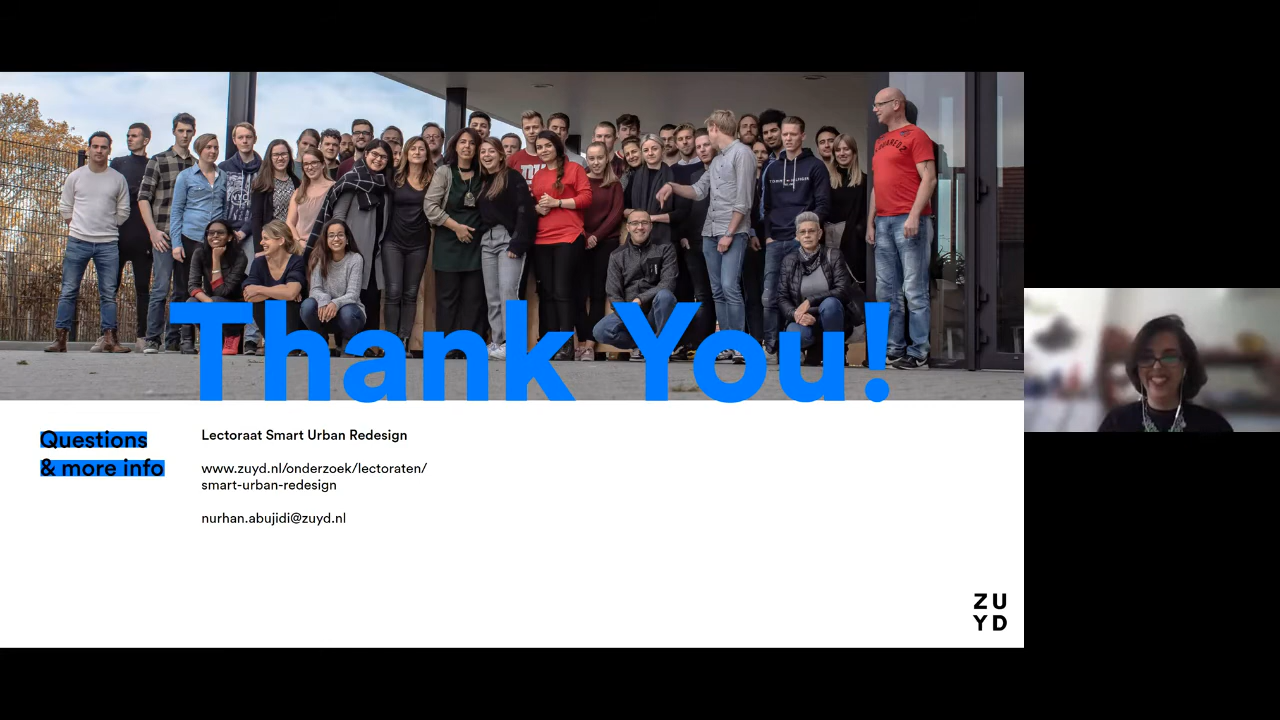 Thank You!
Questions
& more info
Lectoraat Smart Urban Redesign
www.zuyd.nl/onderzoek/lectoraten/
smart-urban-redesign
nurhan.abujidi@zuyd.nl
ZU
YD